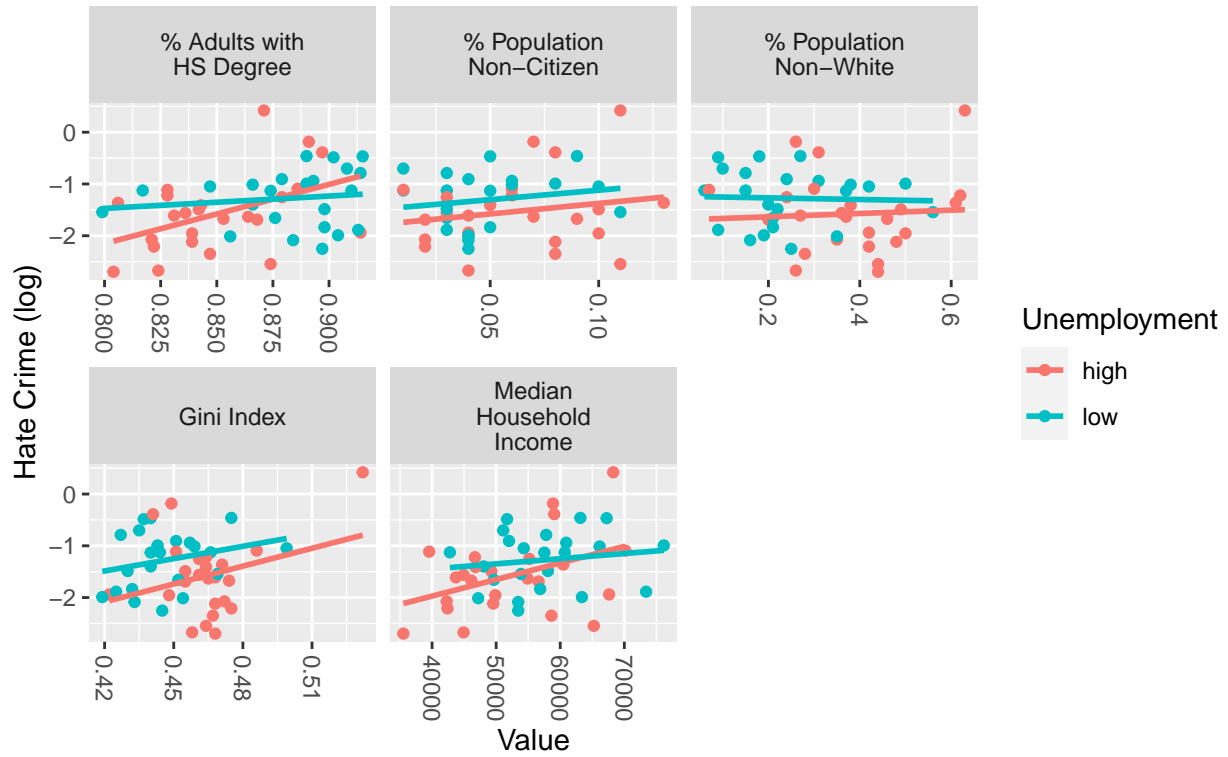 % Adults with
HS Degree
% Population
Non−Citizen
% Population
Non−White
0
−1
−2
0.800
0.825
0.850
0.875
0.900
0.05
0.10
0.2
0.4
0.6
Hate Crime (log)
Unemployment
high
low
Gini Index
Median
Household
Income
0
−1
−2
0.42
0.45
0.48
0.51
40000
50000
60000
70000
Value